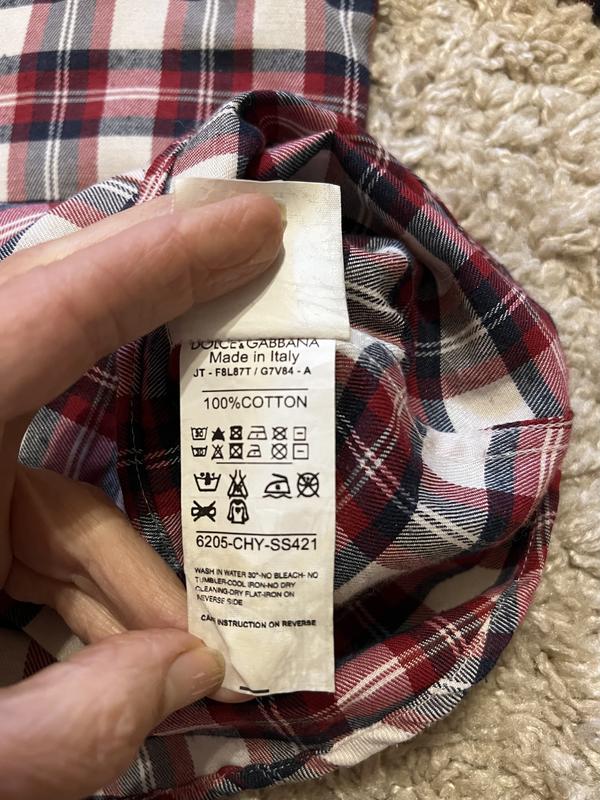 DOLCE&GABBANA
Made in Italy
JT - F8L87T / G7V84 - A
100%COTTON
6205-CHY-SS421
WASH IN WATER 30°-NO BLEACH- NO
TUMBLER-COOL IRON-NO DRY
CLEANING-DRY FLAT-IRON ON
REVERSE SIDE
CARE INSTRUCTION ON REVERSE